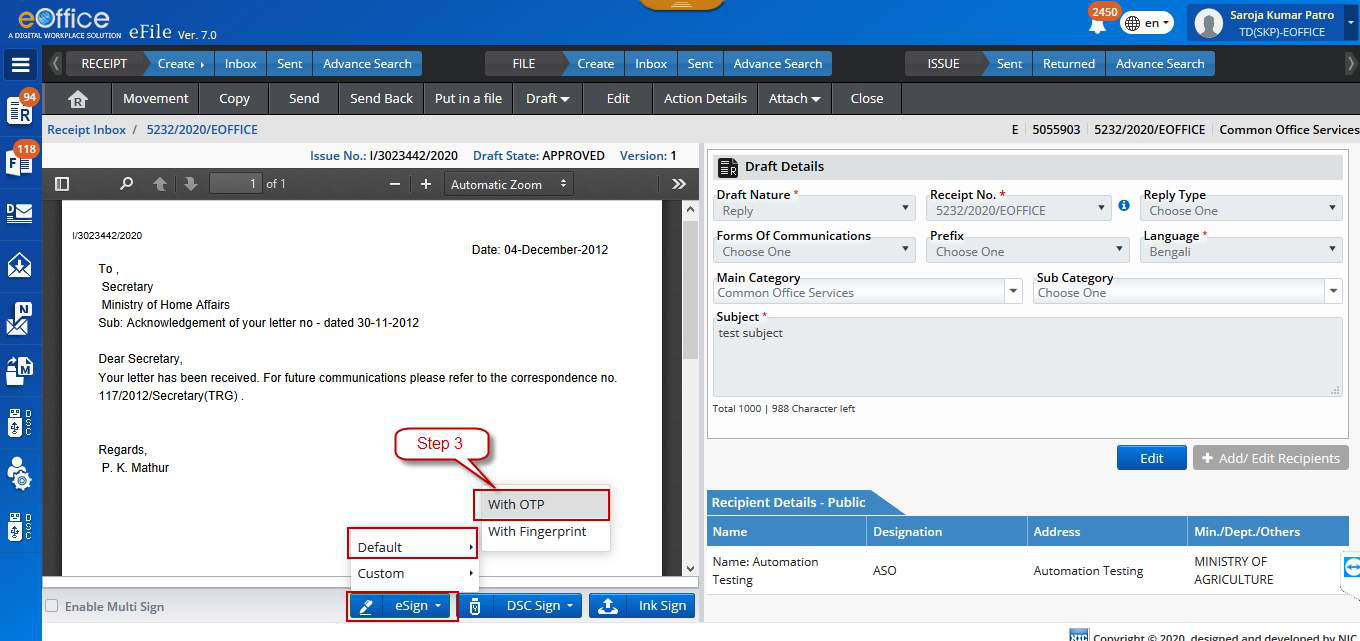 eOffice
A DIGITAL WORKPLACE SOLUTION eFile Ver. 7.0
2450
en
Saroja Kumar Patro
TD(SKP)-EOFFICE
RECEIPT Create Inbox Sent Advance Search FILE Create Inbox Sent Advance Search ISSUE Sent Returned Advance Search
94
R
R Movement Copy Send Send Back Put in a file Draft Edit Action Details Attach Close
Receipt Inbox / 5232/2020/EOFFICE E 5055903 5232/2020/EOFFICE Common Office Services
118
F
D
N
M
DSC
DSC
Issue No.: I/3023442/2020 Draft State: APPROVED Version: 1
1 of 1 Automatic Zoom
I/3023442/2020
Date: 04-December-2012
To ,
Secretary
Ministry of Home Affairs
Sub: Acknowledgement of your letter no - dated 30-11-2012
Dear Secretary,
Your letter has been received. For future communications please refer to the correspondence no.
117/2012/Secretary(TRG) .
Regards,
P. K. Mathur
Step 3
With OTP
With Fingerprint
Default
Custom
Enable Multi Sign eSign DSC Sign Ink Sign
R Draft Details
Draft Nature * Receipt No. * Reply Type
Reply 5232/2020/EOFFICE Choose One
Forms Of Communications Prefix Language *
Choose One Choose One Bengali
Main Category Sub Category
Common Office Services Choose One
Subject *
test subject
Total 1000 | 988 Character left
Edit + Add/ Edit Recipients
Recipient Details - Public
Name Designation Address Min./Dept./Others
Name: Automation Testing ASO Automation Testing MINISTRY OF AGRICULTURE
NIC Copyright © 2020, designed and developed by NIC